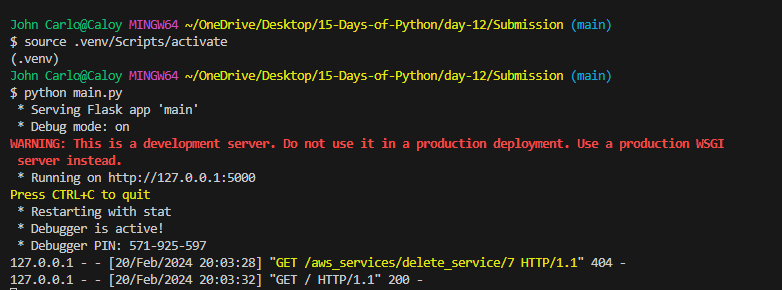 John Carlo@Caloy MINGW64 ~/OneDrive/Desktop/15-Days-of-Python/day-12/Submission (main)
$ source .venv/Scripts/activate
(.venv)
John Carlo@Caloy MINGW64 ~/OneDrive/Desktop/15-Days-of-Python/day-12/Submission (main)
$ python main.py
 * Serving Flask app 'main'
 * Debug mode: on
WARNING: This is a development server. Do not use it in a production deployment. Use a production WSGI
 server instead.
 * Running on http://127.0.0.1:5000
Press CTRL+C to quit
 * Restarting with stat
 * Debugger is active!
 * Debugger PIN: 571-925-597
127.0.0.1 - - [20/Feb/2024 20:03:28] "GET /aws_services/delete_service/7 HTTP/1.1" 404 -
127.0.0.1 - - [20/Feb/2024 20:03:32] "GET / HTTP/1.1" 200 -